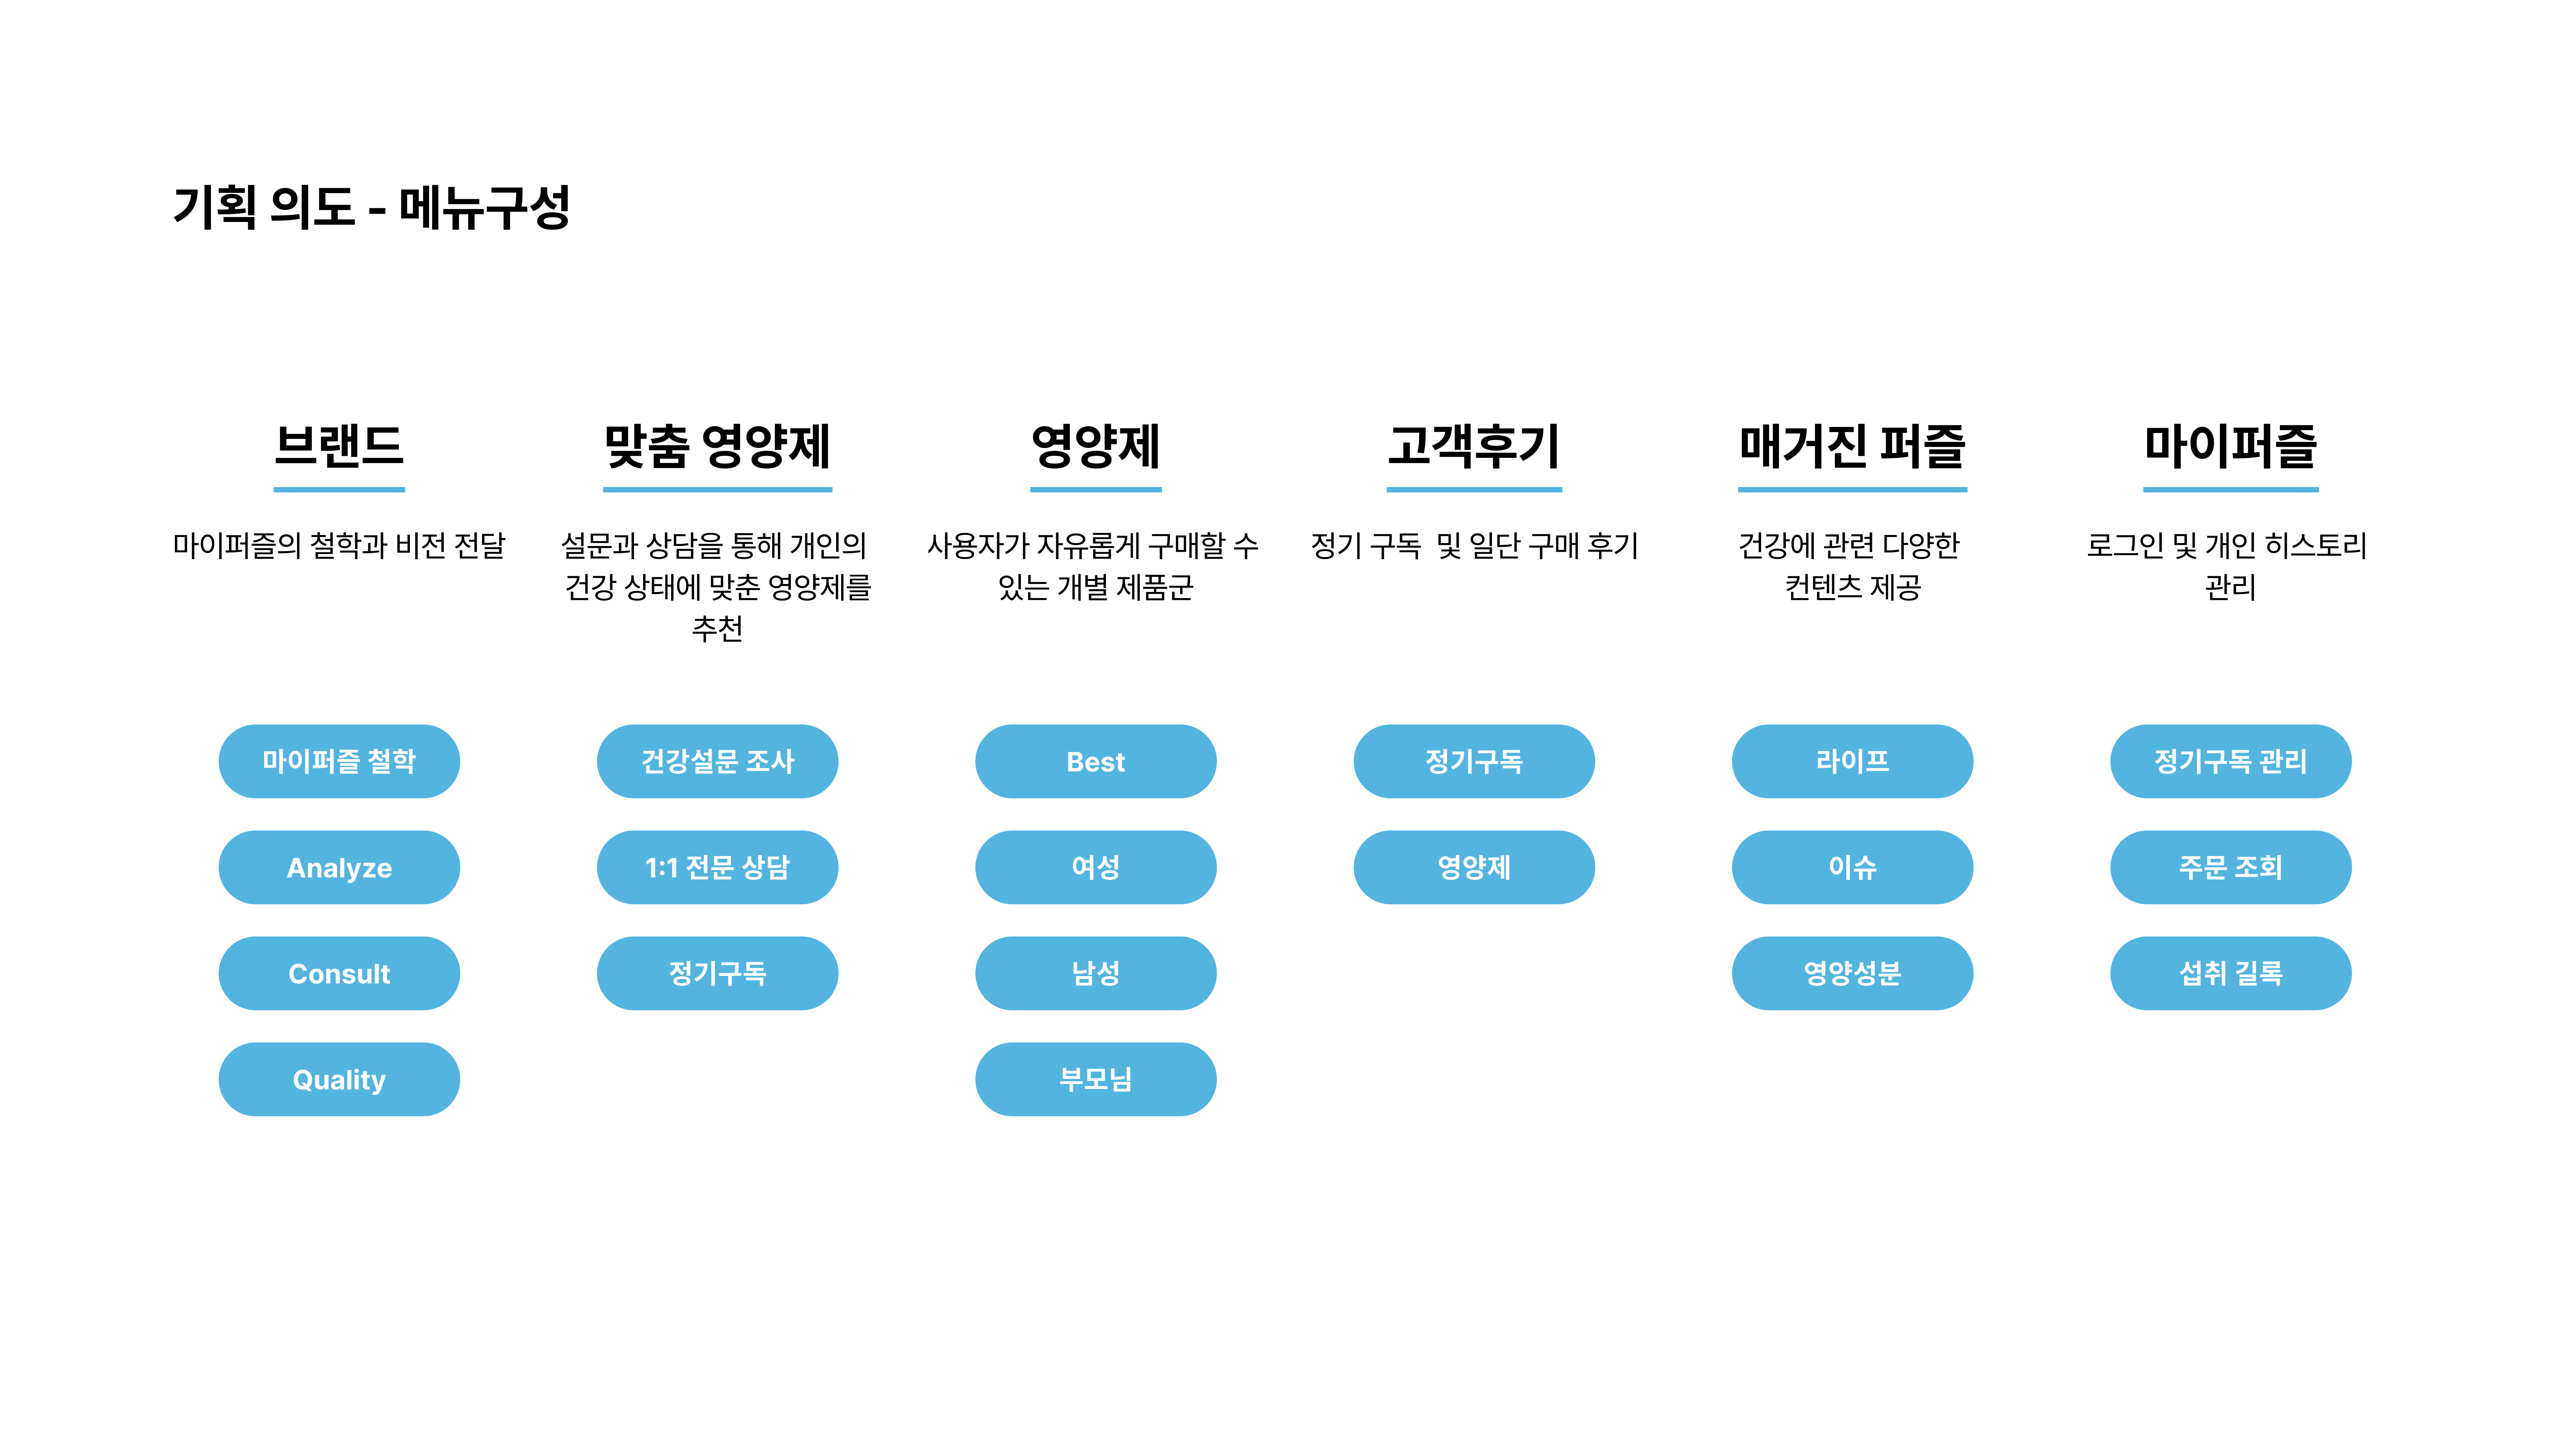 기획 의도 - 메뉴구성
브랜드
마이퍼즐의 철학과 비전 전달
마이퍼즐 철학
Analyze
Consult
Quality
맞춤 영양제
설문과 상담을 통해 개인의
건강 상태에 맞춘 영양제를
추천
건강설문 조사
1:1 전문 상담
정기구독
영양제
사용자가 자유롭게 구매할 수
있는 개별 제품군
Best
여성
남성
부모님
고객후기
정기 구독  및 일단 구매 후기
정기구독
영양제
매거진 퍼즐
건강에 관련 다양한
컨텐츠 제공
라이프
이슈
영양성분
마이퍼즐
로그인 및 개인 히스토리
관리
정기구독 관리
주문 조회
섭취 길록